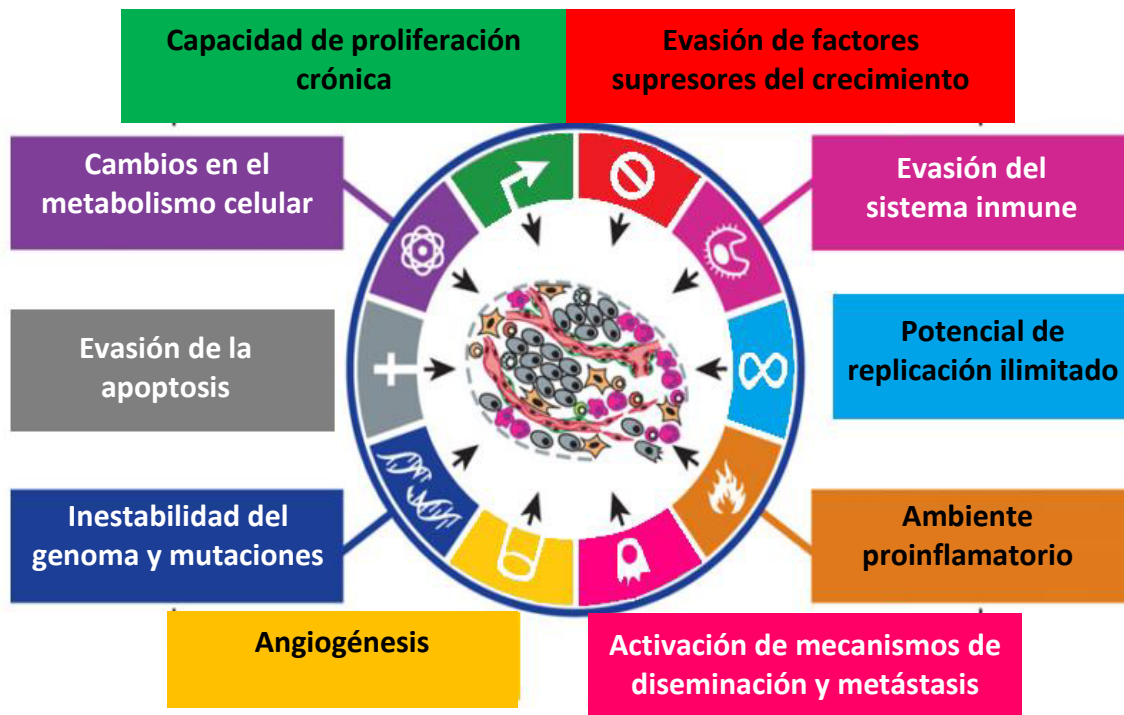 Capacidad de proliferación
crónica
Evasión de factores
supresores del crecimiento
Cambios en el
metabolismo celular
Evasión del
sistema inmune
Evasión de la
apoptosis
Potencial de
replicación ilimitado
Inestabilidad del
genoma y mutaciones
Ambiente
proinflamatorio
Angiogénesis
Activación de mecanismos de
diseminación y metástasis